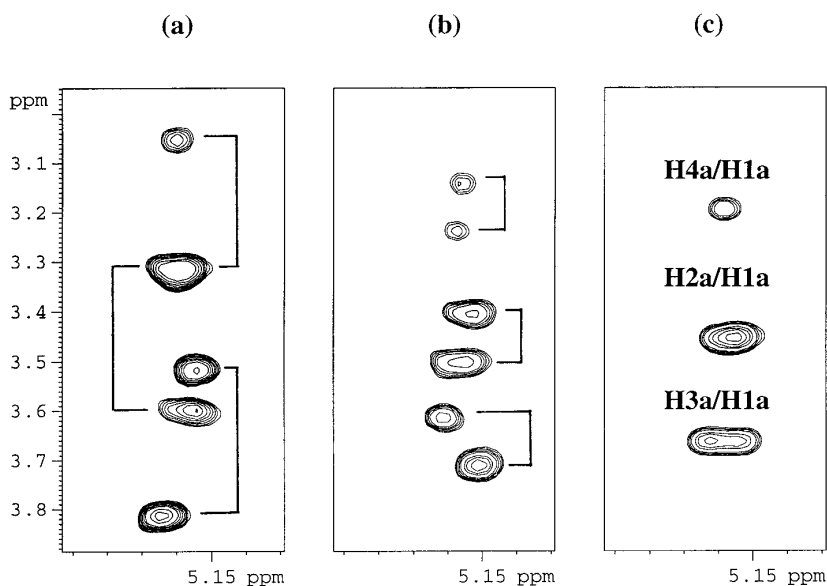 (a) (b) (c)
ppm
3.1
3.2
3.3
3.4
3.5
3.6
3.7
3.8
H4a/H1a
H2a/H1a
H3a/H1a
5.15 ppm 5.15 ppm 5.15 ppm